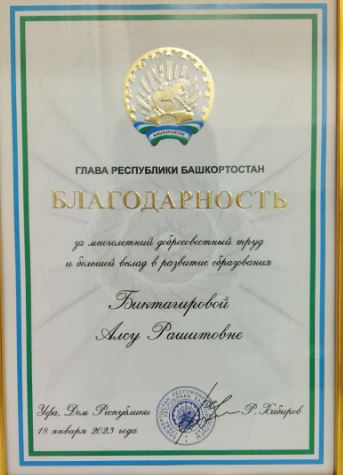 БАШКОРТОСТАН
ГЛАВА РЕСПУБЛИКИ БАШКОРТОСТАН
БЛАГОДАРНОСТЬ
за многолетний добросовестный труд
и большой вклад в развитие образования
Биктагировой
Алсу Рашитовне
Уфа, Дом Республики
Р. Хабиров
18 января 2023 года